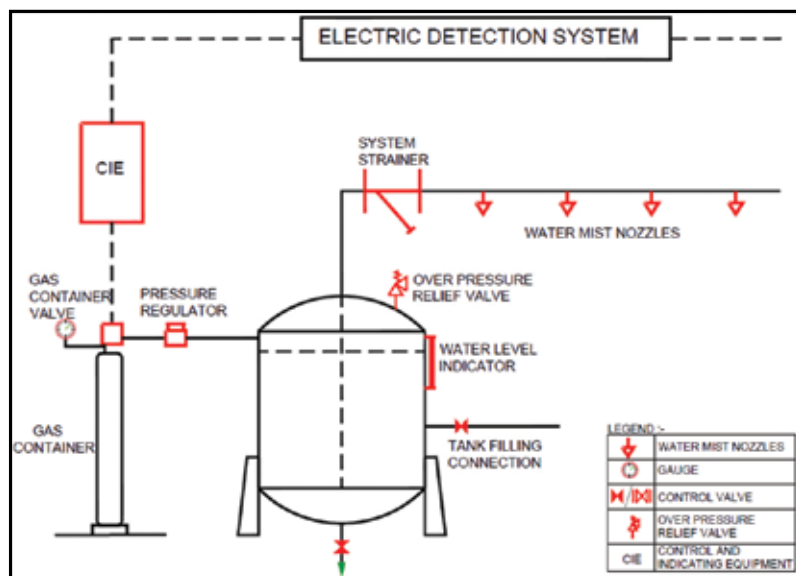 ELECTRIC DETECTION SYSTEM
CIE
SYSTEM
STRAINER
WATER MIST NOZZLES
GAS
CONTAINER
VALVE
PRESSURE
REGULATOR
OVER PRESSURE
RELIEF VALVE
WATER LEVEL
INDICATOR
GAS
CONTAINER
TANK FILLING
CONNECTION
LEGEND :-
WATER MIST NOZZLES
GAUGE
CONTROL VALVE
OVER PRESSURE
RELIEF VALVE
CIE
CONTROL AND
INDICATING EQUIPMENT